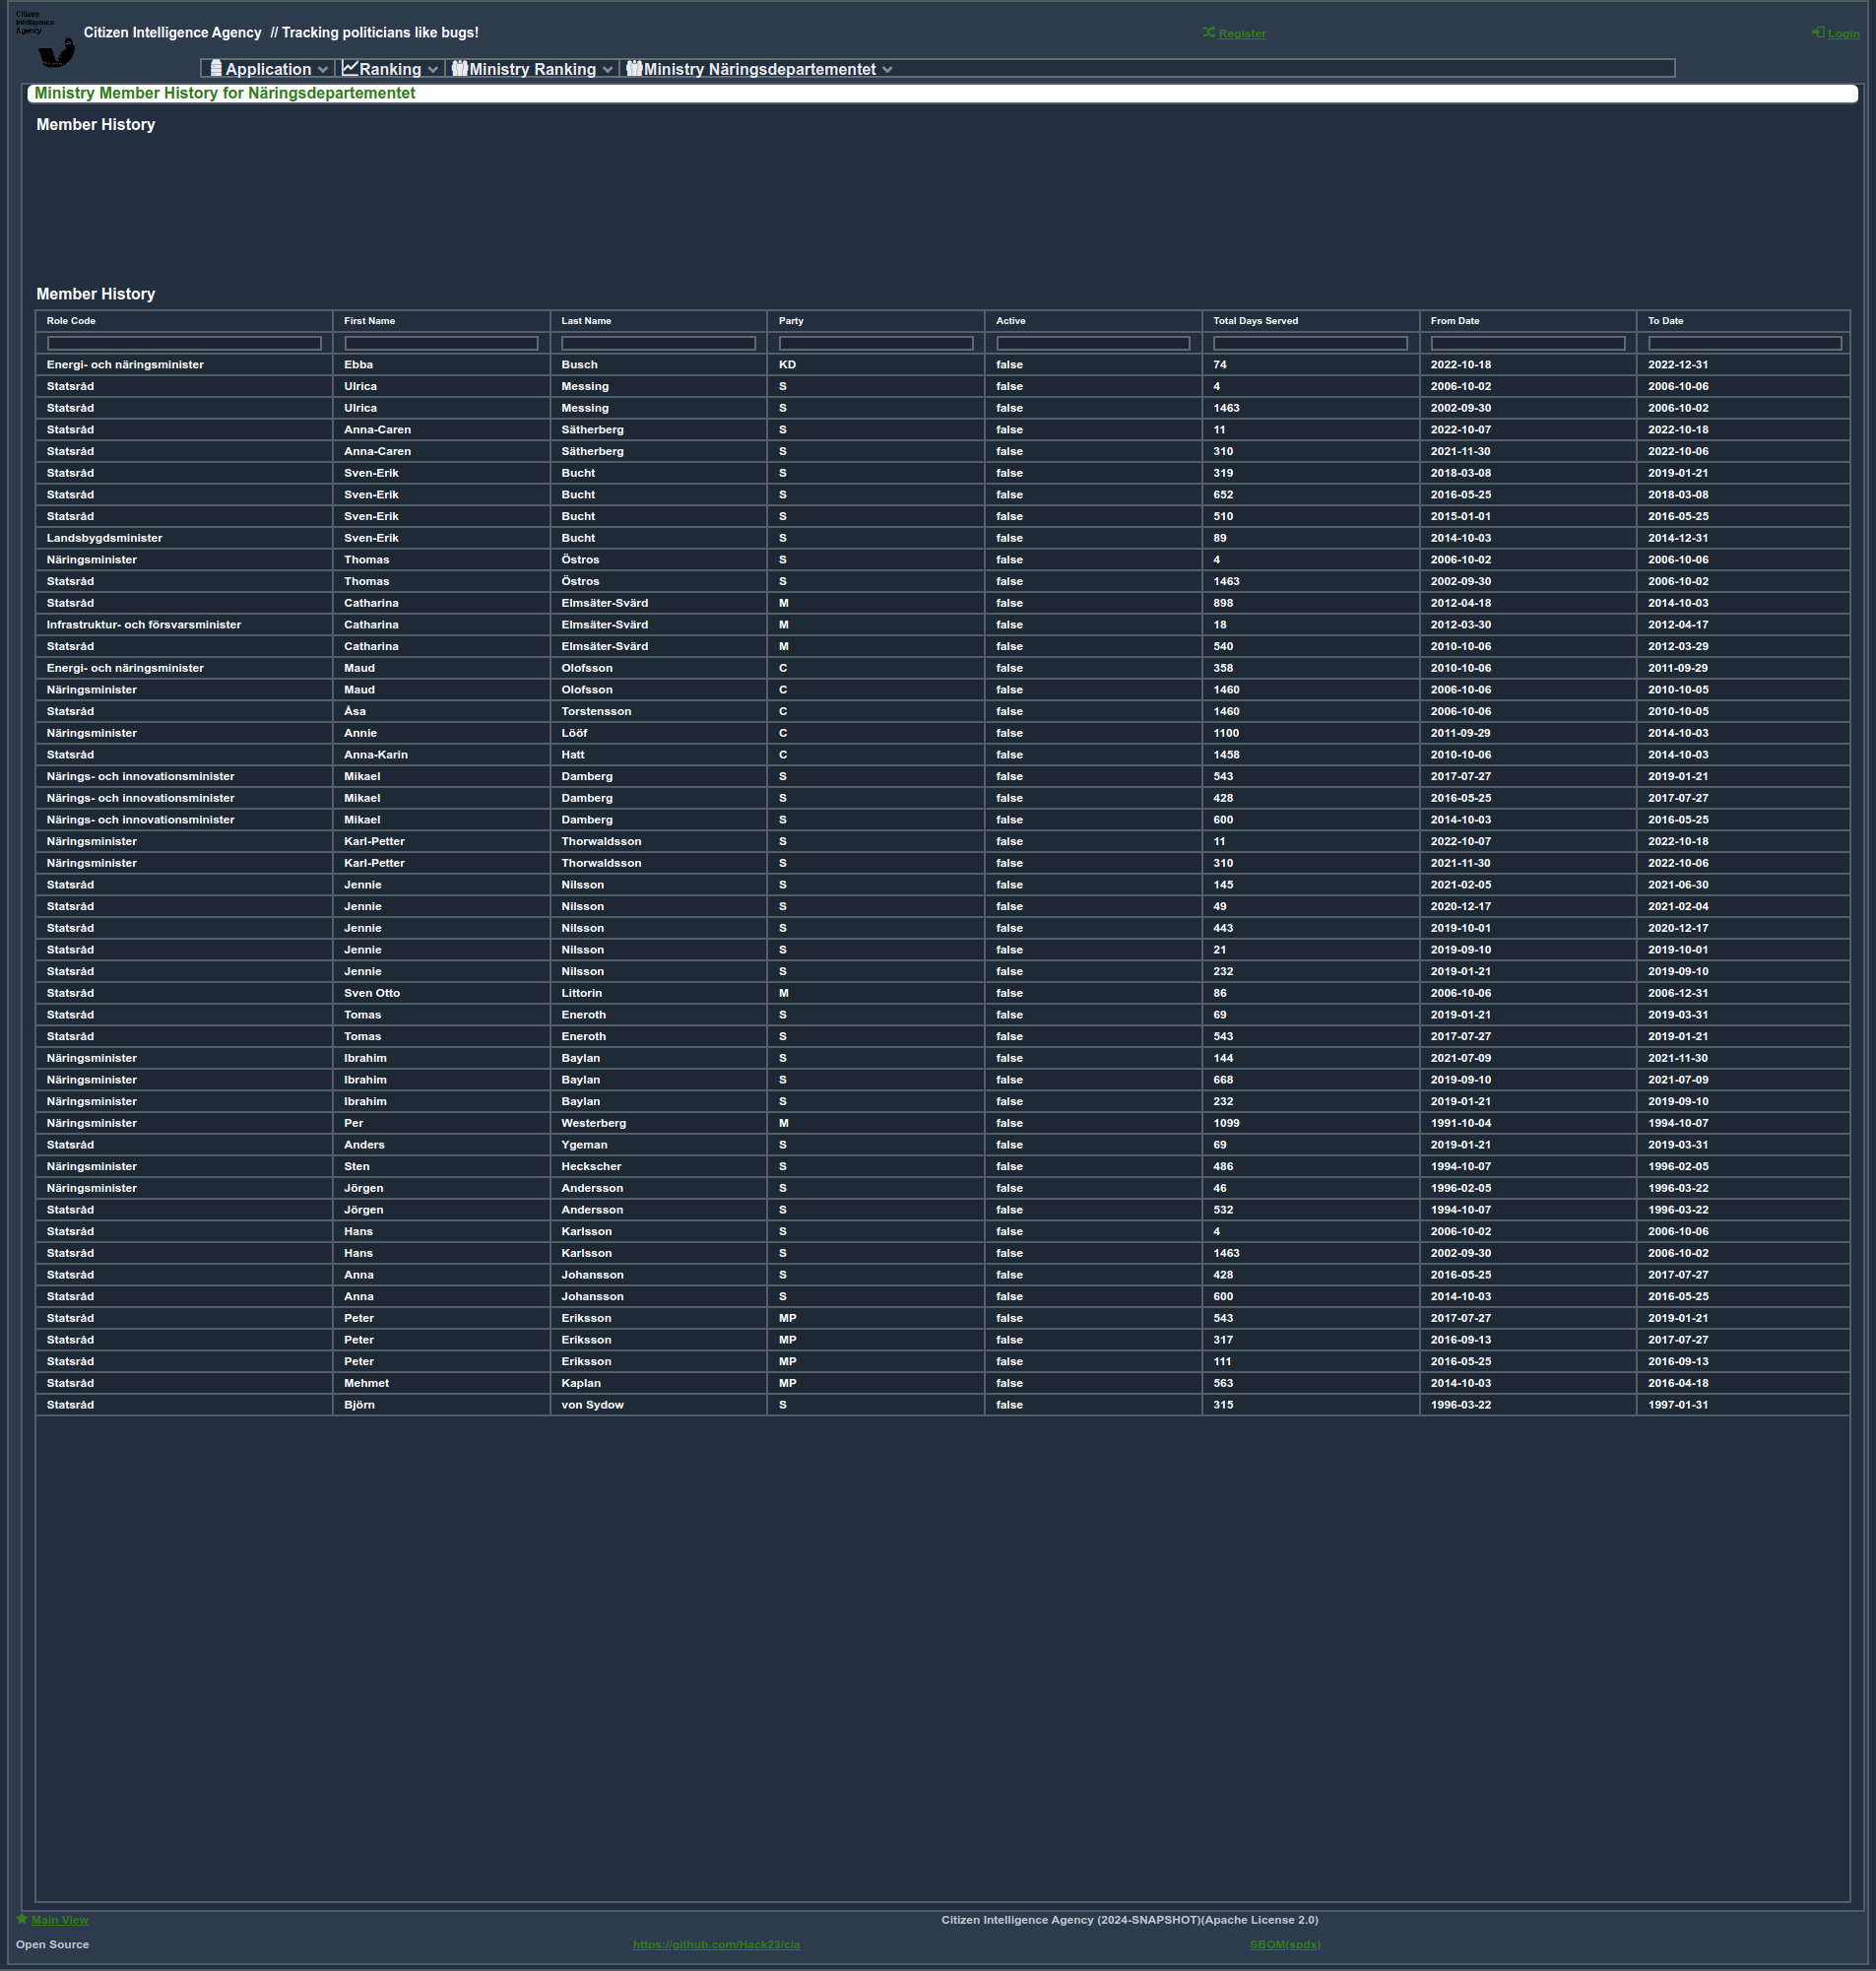 Citizen
Intelligence
Agency
Citizen Intelligence Agency // Tracking politicians like bugs!
Register
Login
Application Ranking Ministry Ranking Ministry Näringsdepartementet
Ministry Member History for Näringsdepartementet
Member History
Member History
Role Code First Name Last Name Party Active Total Days Served From Date To Date
Energi- och näringsminister Ebba Busch KD false 74 2022-10-18 2022-12-31
Statsråd Ulrica Messing S false 4 2006-10-02 2006-10-06
Statsråd Ulrica Messing S false 1463 2002-09-30 2006-10-02
Statsråd Anna-Caren Sätherberg S false 11 2022-10-07 2022-10-18
Statsråd Anna-Caren Sätherberg S false 310 2021-11-30 2022-10-06
Statsråd Sven-Erik Bucht S false 319 2018-03-08 2019-01-21
Statsråd Sven-Erik Bucht S false 652 2016-05-25 2018-03-08
Statsråd Sven-Erik Bucht S false 510 2015-01-01 2016-05-25
Landsbygdsminister Sven-Erik Bucht S false 89 2014-10-03 2014-12-31
Näringsminister Thomas Östros S false 4 2006-10-02 2006-10-06
Statsråd Thomas Östros S false 1463 2002-09-30 2006-10-02
Statsråd Catharina Elmsäter-Svärd M false 898 2012-04-18 2014-10-03
Infrastruktur- och försvarsminister Catharina Elmsäter-Svärd M false 18 2012-03-30 2012-04-17
Statsråd Catharina Elmsäter-Svärd M false 540 2010-10-06 2012-03-29
Energi- och näringsminister Maud Olofsson C false 358 2010-10-06 2011-09-29
Näringsminister Maud Olofsson C false 1460 2006-10-06 2010-10-05
Statsråd Åsa Torstensson C false 1460 2006-10-06 2010-10-05
Näringsminister Annie Lööf C false 1100 2011-09-29 2014-10-03
Statsråd Anna-Karin Hatt C false 1458 2010-10-06 2014-10-03
Närings- och innovationsminister Mikael Damberg S false 543 2017-07-27 2019-01-21
Närings- och innovationsminister Mikael Damberg S false 428 2016-05-25 2017-07-27
Närings- och innovationsminister Mikael Damberg S false 600 2014-10-03 2016-05-25
Näringsminister Karl-Petter Thorwaldsson S false 11 2022-10-07 2022-10-18
Näringsminister Karl-Petter Thorwaldsson S false 310 2021-11-30 2022-10-06
Statsråd Jennie Nilsson S false 145 2021-02-05 2021-06-30
Statsråd Jennie Nilsson S false 49 2020-12-17 2021-02-04
Statsråd Jennie Nilsson S false 443 2019-10-01 2020-12-17
Statsråd Jennie Nilsson S false 21 2019-09-10 2019-10-01
Statsråd Jennie Nilsson S false 232 2019-01-21 2019-09-10
Statsråd Sven Otto Littorin M false 86 2006-10-06 2006-12-31
Statsråd Tomas Eneroth S false 69 2019-01-21 2019-03-31
Statsråd Tomas Eneroth S false 543 2017-07-27 2019-01-21
Näringsminister Ibrahim Baylan S false 144 2021-07-09 2021-11-30
Näringsminister Ibrahim Baylan S false 668 2019-09-10 2021-07-09
Näringsminister Ibrahim Baylan S false 232 2019-01-21 2019-09-10
Näringsminister Per Westerberg M false 1099 1991-10-04 1994-10-07
Statsråd Anders Ygeman S false 69 2019-01-21 2019-03-31
Näringsminister Sten Heckscher S false 486 1994-10-07 1996-02-05
Näringsminister Jörgen Andersson S false 46 1996-02-05 1996-03-22
Statsråd Jörgen Andersson S false 532 1994-10-07 1996-03-22
Statsråd Hans Karlsson S false 4 2006-10-02 2006-10-06
Statsråd Hans Karlsson S false 1463 2002-09-30 2006-10-02
Statsråd Anna Johansson S false 428 2016-05-25 2017-07-27
Statsråd Anna Johansson S false 600 2014-10-03 2016-05-25
Statsråd Peter Eriksson MP false 543 2017-07-27 2019-01-21
Statsråd Peter Eriksson MP false 317 2016-09-13 2017-07-27
Statsråd Peter Eriksson MP false 111 2016-05-25 2016-09-13
Statsråd Mehmet Kaplan MP false 563 2014-10-03 2016-04-18
Statsråd Björn von Sydow S false 315 1996-03-22 1997-01-31
Main View
Citizen Intelligence Agency (2024-SNAPSHOT)(Apache License 2.0)
Open Source
https://github.com/Hack23/cia
SBOM(spdx)